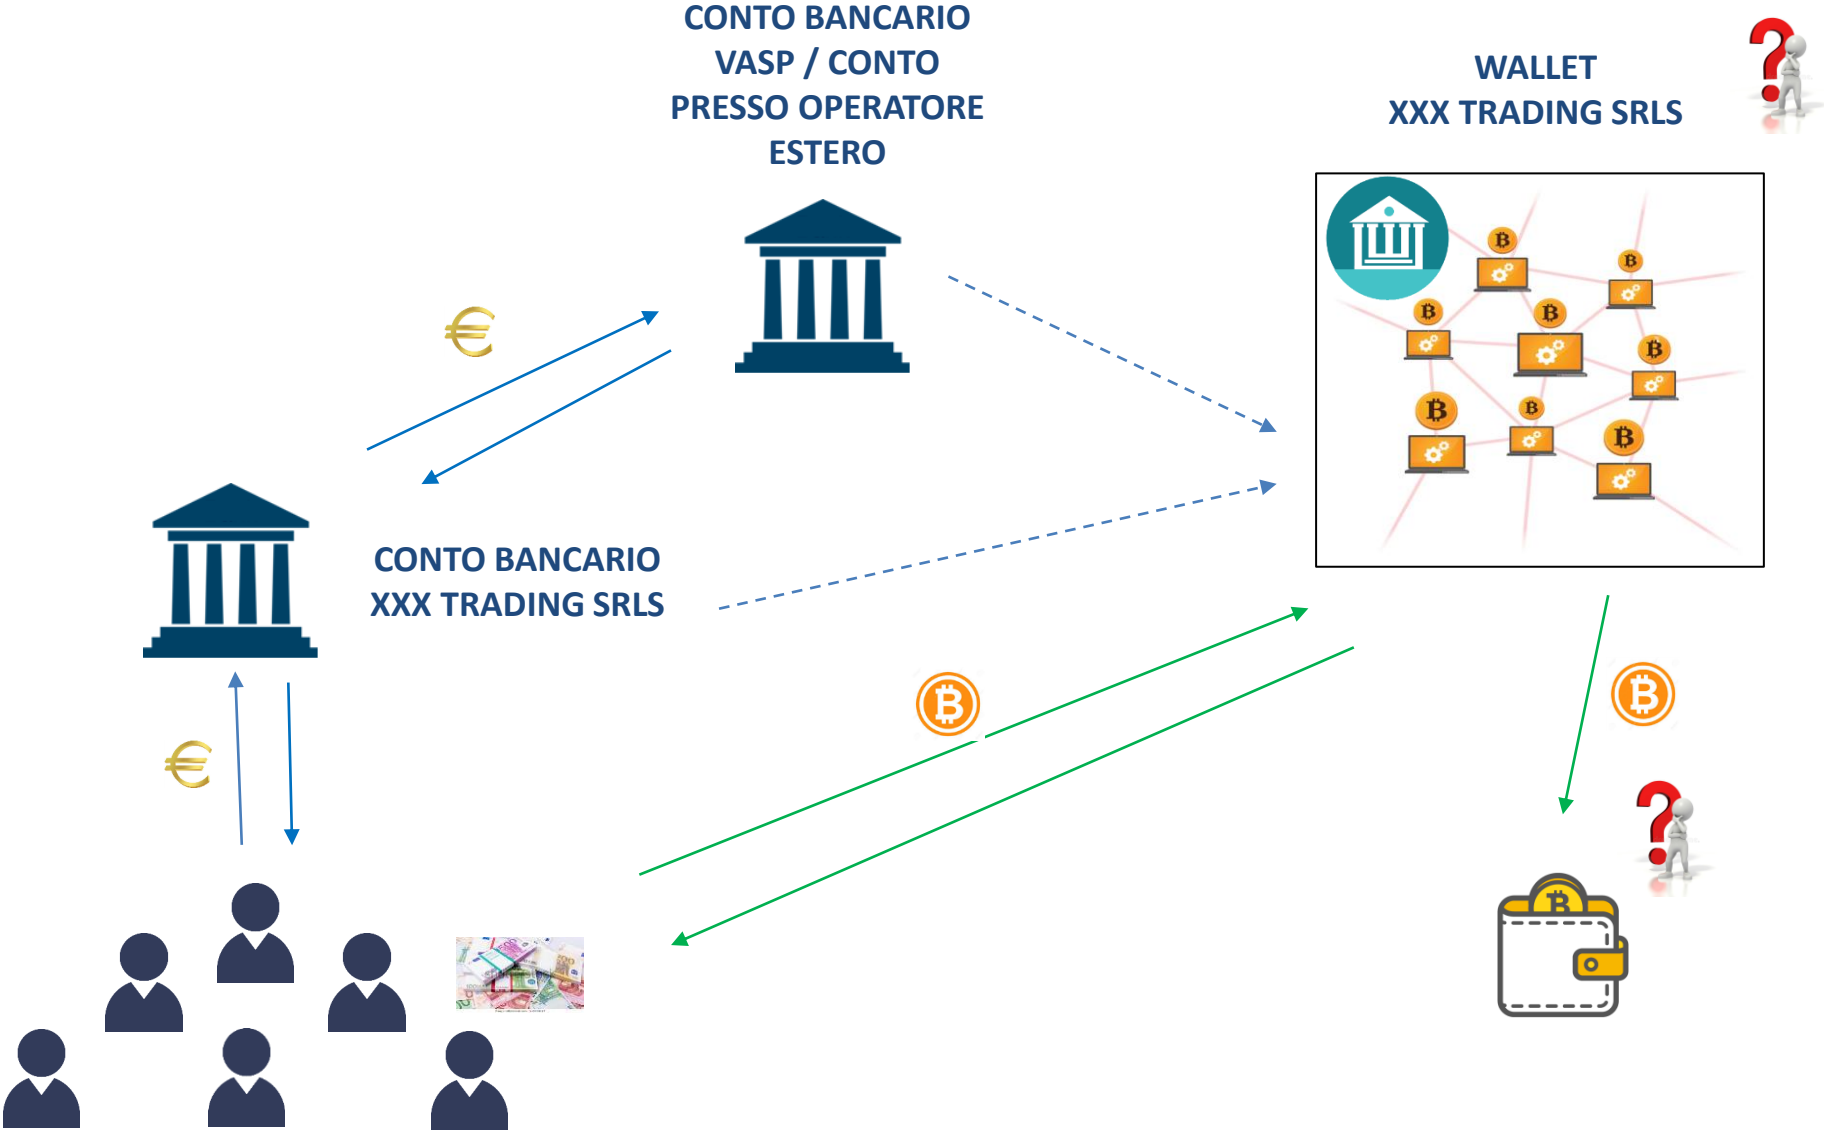 CONTO BANCARIO
VASP / CONTO
PRESSO OPERATORE
ESTERO
WALLET
XXX TRADING SRLS
CONTO BANCARIO
XXX TRADING SRLS